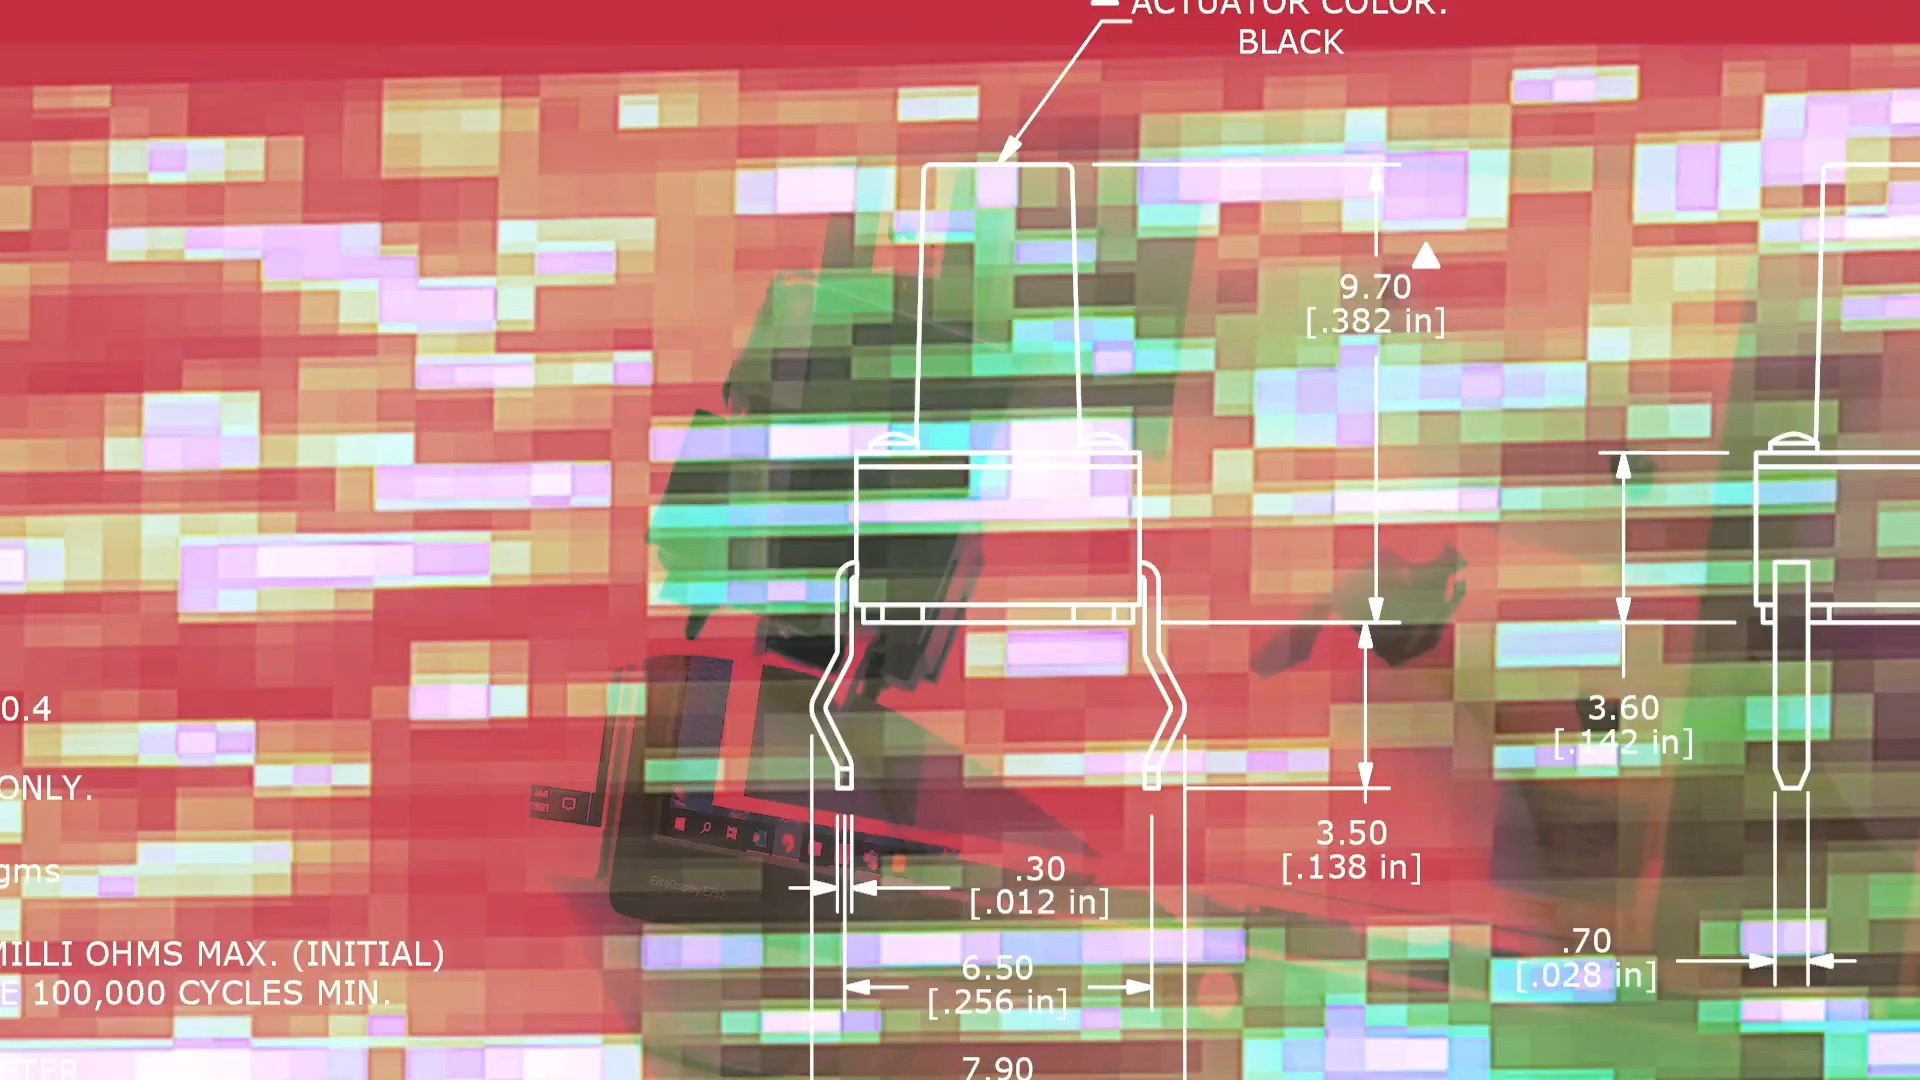 ACTUATOR COLOR:
BLACK
9.70
[.382 in]
0.4
3.60
[.142 in]
ONLY.
3.50
[.138 in]
.30
[.012 in]
gms
MILLI OHMS MAX. (INITIAL)
E 100,000 CYCLES MIN.
.70
[.028 in]
6.50
[.256 in]
7.90
ETER